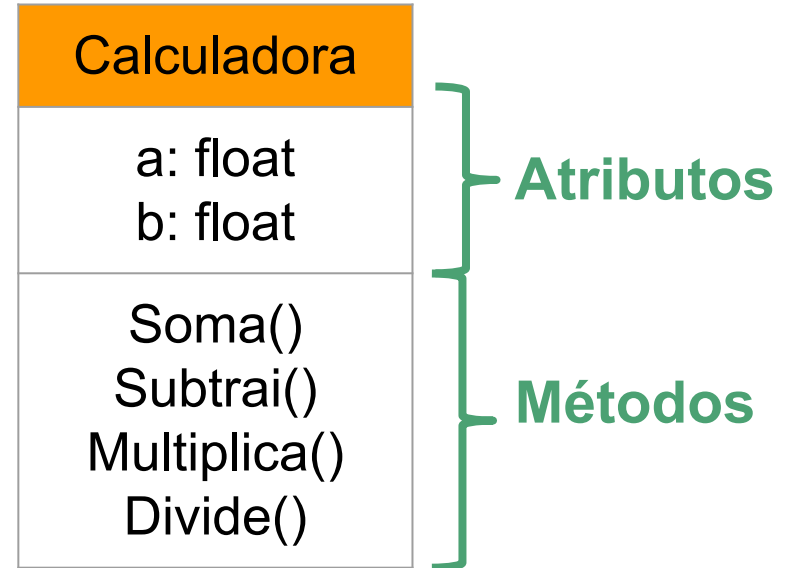 Calculadora
a: float
b: float
Atributos
Soma()
Subtrai()
Multiplica()
Divide()
Métodos